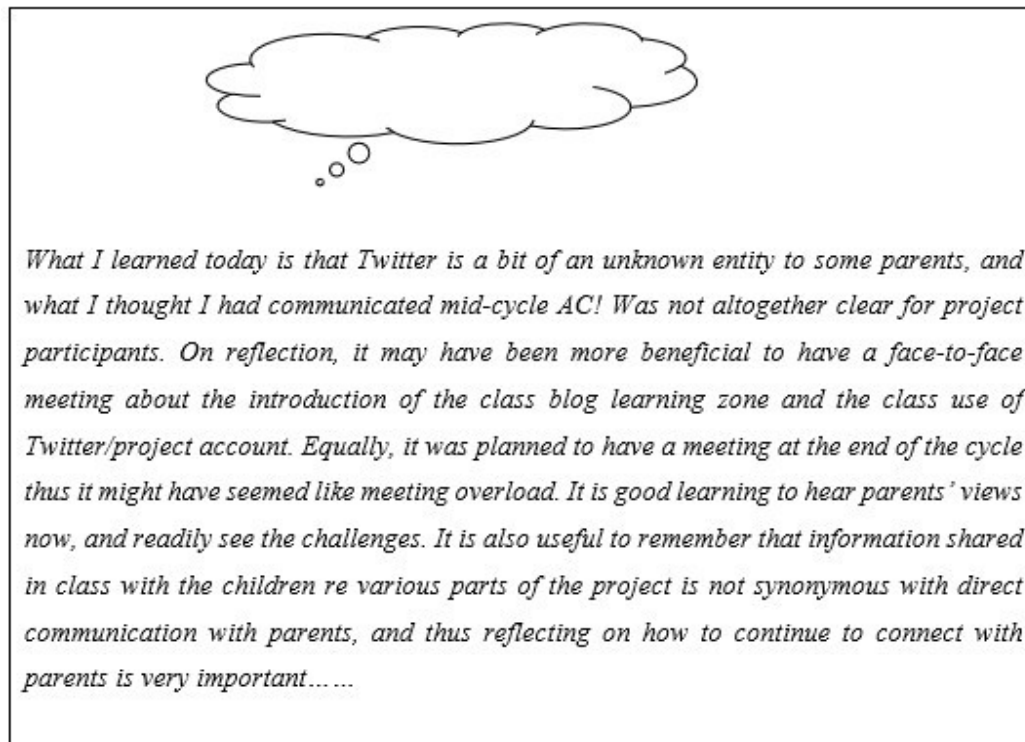 What I learned today is that Twitter is a bit of an unknown entity to some parents, and
what I thought I had communicated mid-cycle AC! Was not altogether clear for project
participants. On reflection, it may have been more beneficial to have a face-to-face
meeting about the introduction of the class blog learning zone and the class use of
Twitter/project account. Equally, it was planned to have a meeting at the end of the cycle
thus it might have seemed like meeting overload. It is good learning to hear parents’ views
now, and readily see the challenges. It is also useful to remember that information shared
in class with the children re various parts of the project is not synonymous with direct
communication with parents, and thus reflecting on how to continue to connect with
parents is very important……